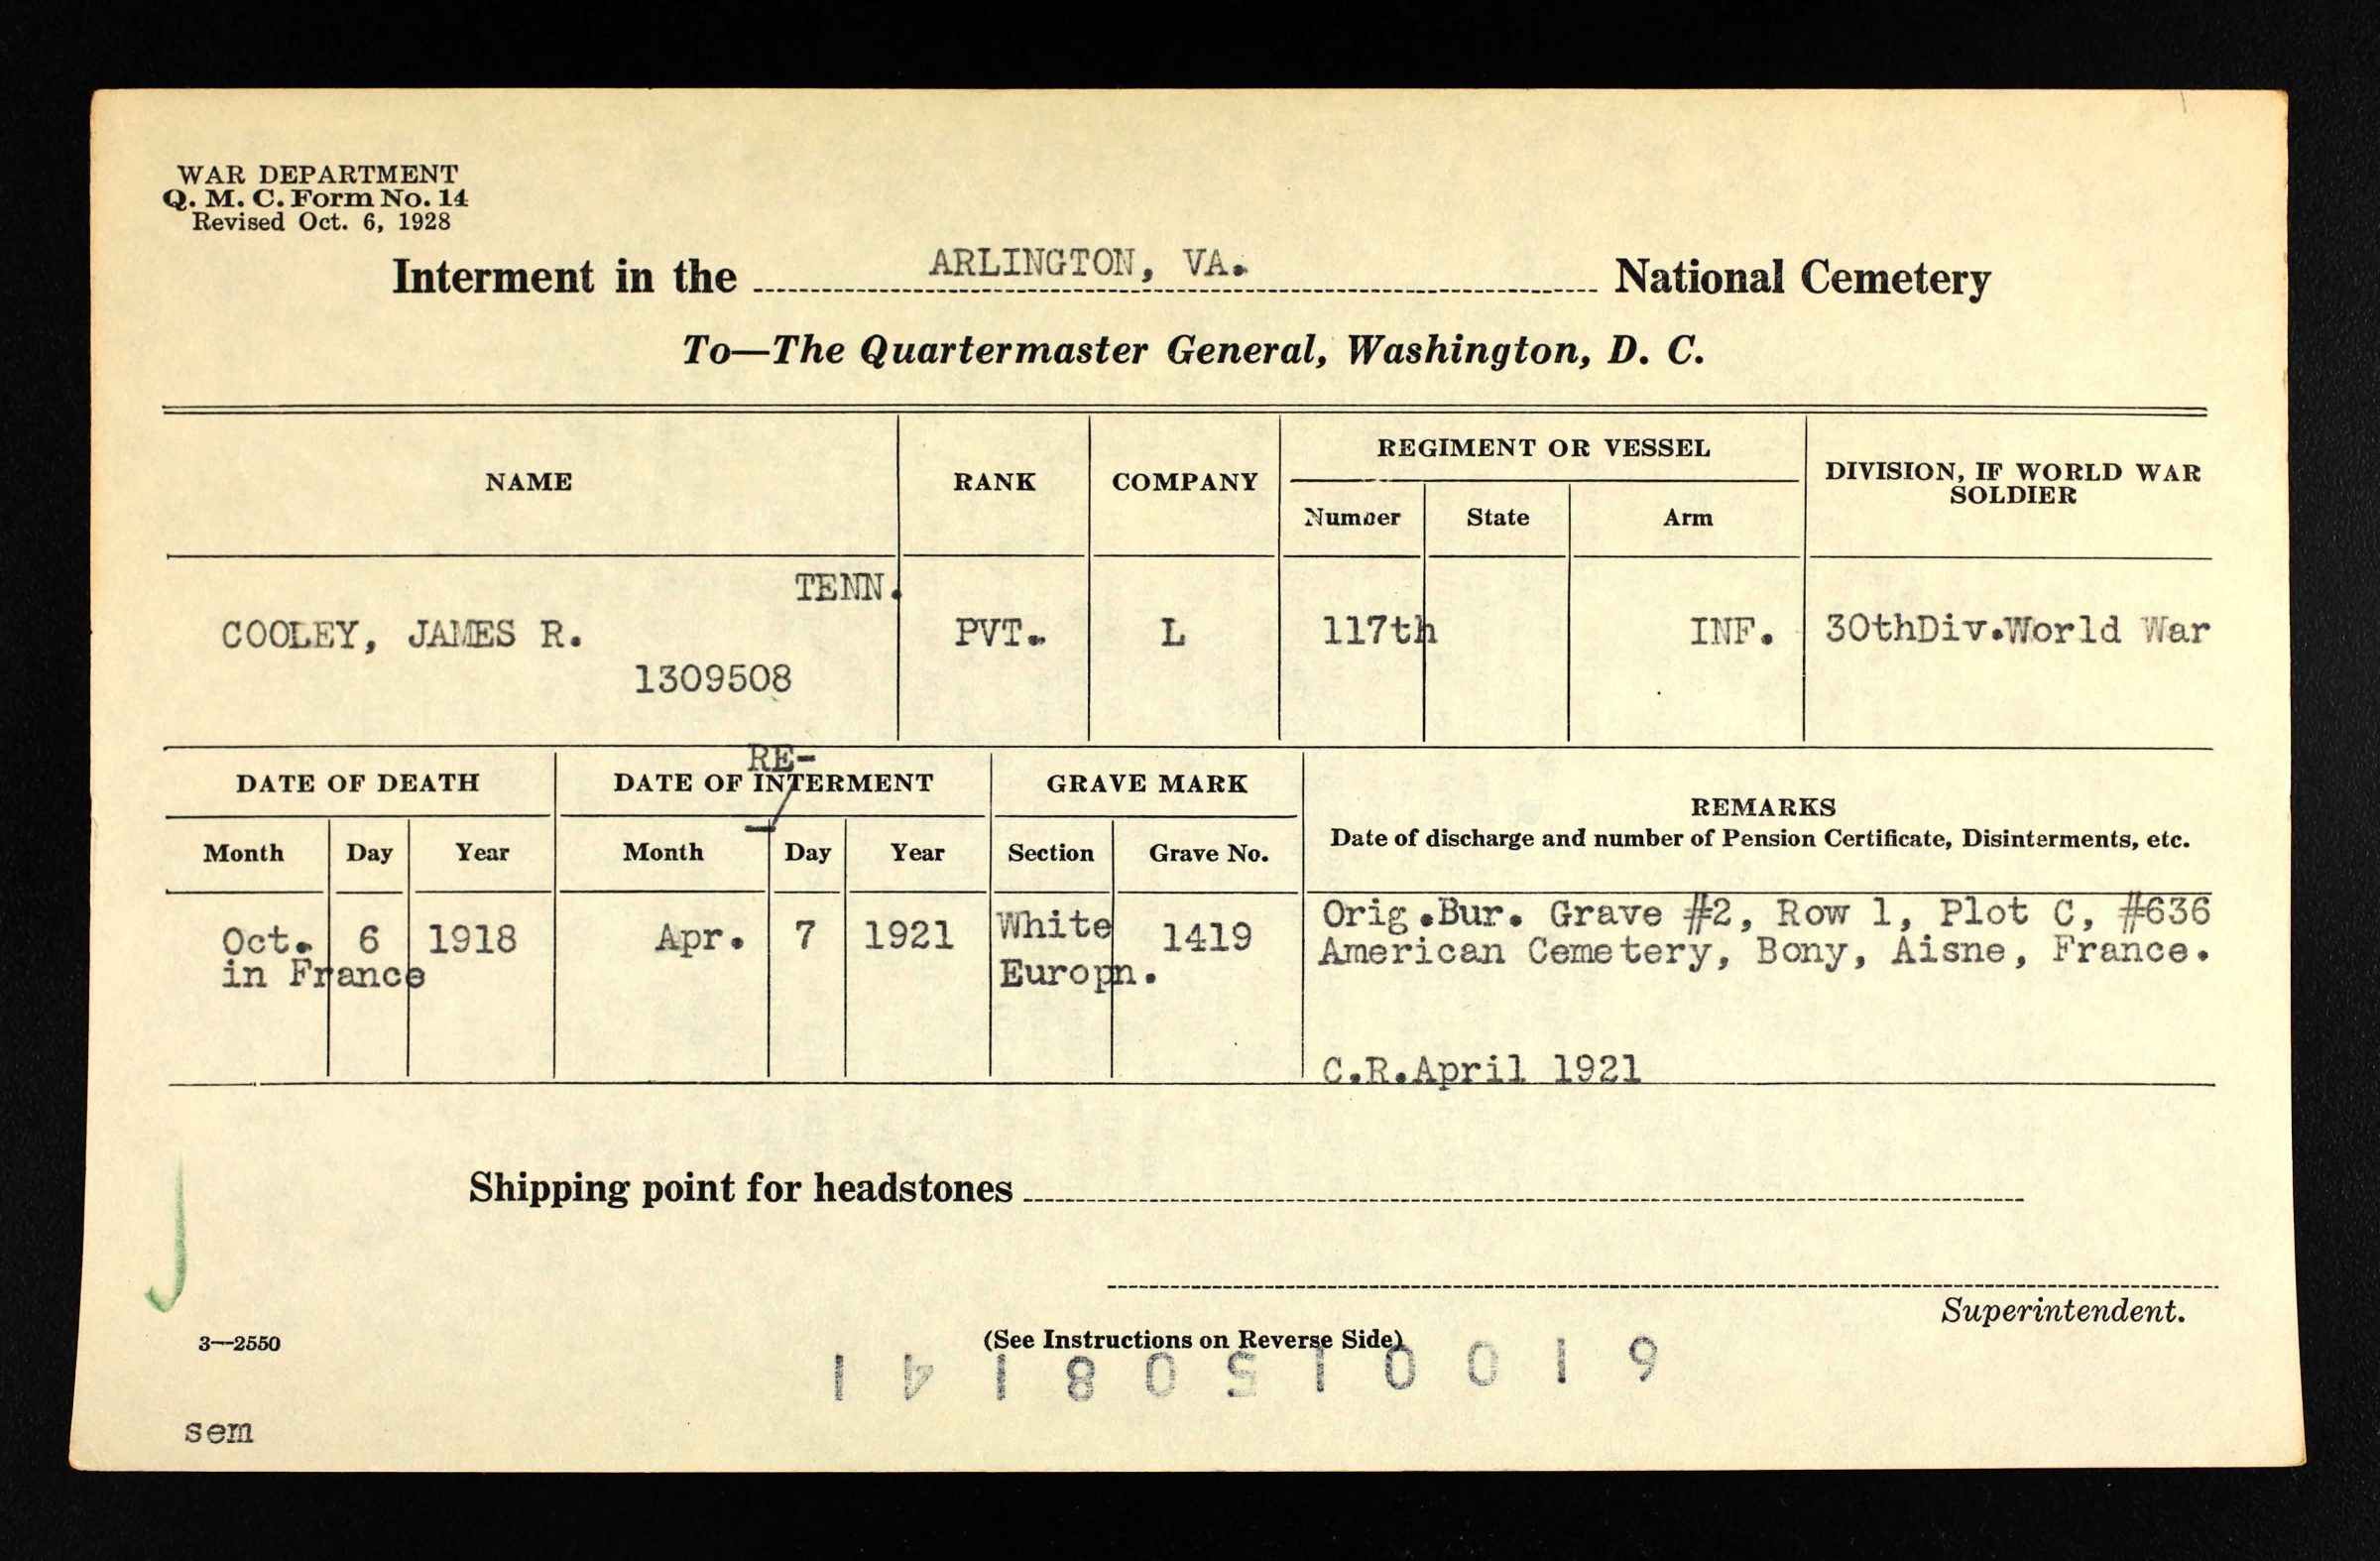 WAR DEPARTMENT
Q. M. C. Form No. 14
Revised Oct. 6, 1928
Interment in the ARLINGTON, VA. National Cemetery
To—The Quartermaster General, Washington, D. C.
NAME RANK COMPANY REGIMENT OR VESSEL DIVISION, IF WORLD WAR SOLDIER
Number State Arm
TENN.
COOLEY, JAMES R. PVT. L 117th INF. 30thDiv.World War
1309508
RE-
DATE OF DEATH DATE OF INTERMENT GRAVE MARK REMARKS
Date of discharge and number of Pension Certificate, Disinterments, etc.
Month Day Year Month Day Year Section Grave No.
Oct. 6 1918 Apr. 7 1921 White 1419 Orig.Bur. Grave #2, Row 1, Plot C, #636
in France Europn. American Cemetery, Bony, Aisne, France.
C.R.April 1921
Shipping point for headstones
Superintendent.
3—2550 (See Instructions on Reverse Side)
61001508141
sem